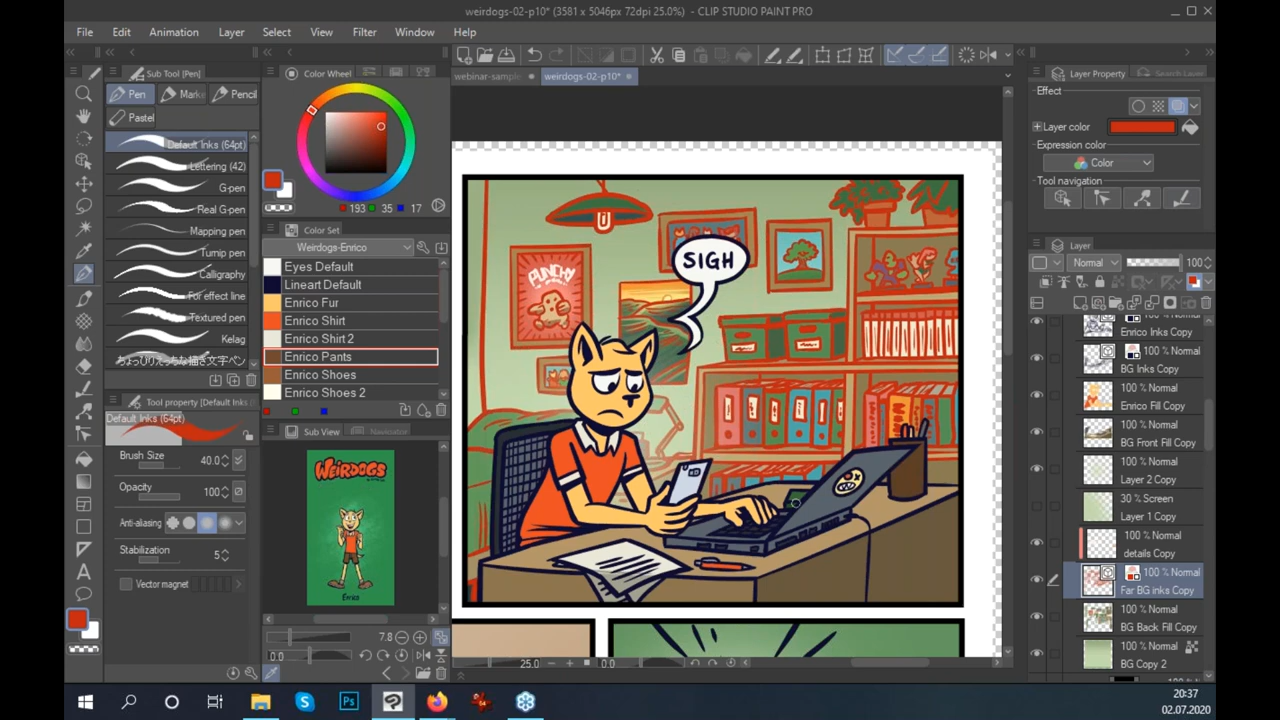 weirdogs-02-p10* (3581 x 5046px 72dpi 25.0%) - CLIP STUDIO PAINT PRO
File Edit Animation Layer Select View Filter Window Help
Sub Tool [Pen]
Pen Marke Pencil
Pastel
Default Inks (64pt)
Lettering (42)
G-pen
Real G-pen
Mapping pen
Turnip pen
Calligraphy
For effect line
Textured pen
Kelag
Tool property [Default Inks
Default Inks (64pt)
Brush Size 40.0
Opacity 100
Anti-aliasing
Stabilization 5
Vector magnet
Color Wheel
193 35 17
Color Set
Weirdogs-Enrico
Eyes Default
Lineart Default
Enrico Fur
Enrico Shirt
Enrico Shirt 2
Enrico Pants
Enrico Shoes
Enrico Shoes 2
Sub View Navigator
WEIRDOGS
Enrico
7.8
0.0
webinar-sample
weirdogs-02-p10*
PUNCHY
SIGH
25.0 0.0
Layer Property Search Layer
Effect
Layer color
Expression color
Color
Tool navigation
Layer
Normal 100
100 % Normal
Enrico Inks Copy
100 % Normal
BG Inks Copy
100 % Normal
Enrico Fill Copy
100 % Normal
BG Front Fill Copy
100 % Normal
Layer 2 Copy
30 % Screen
Layer 1 Copy
100 % Normal
details Copy
100 % Normal
Far BG inks Copy
100 % Normal
BG Back Fill Copy
100 % Normal
BG Copy 2
Ps
20:37
02.07.2020